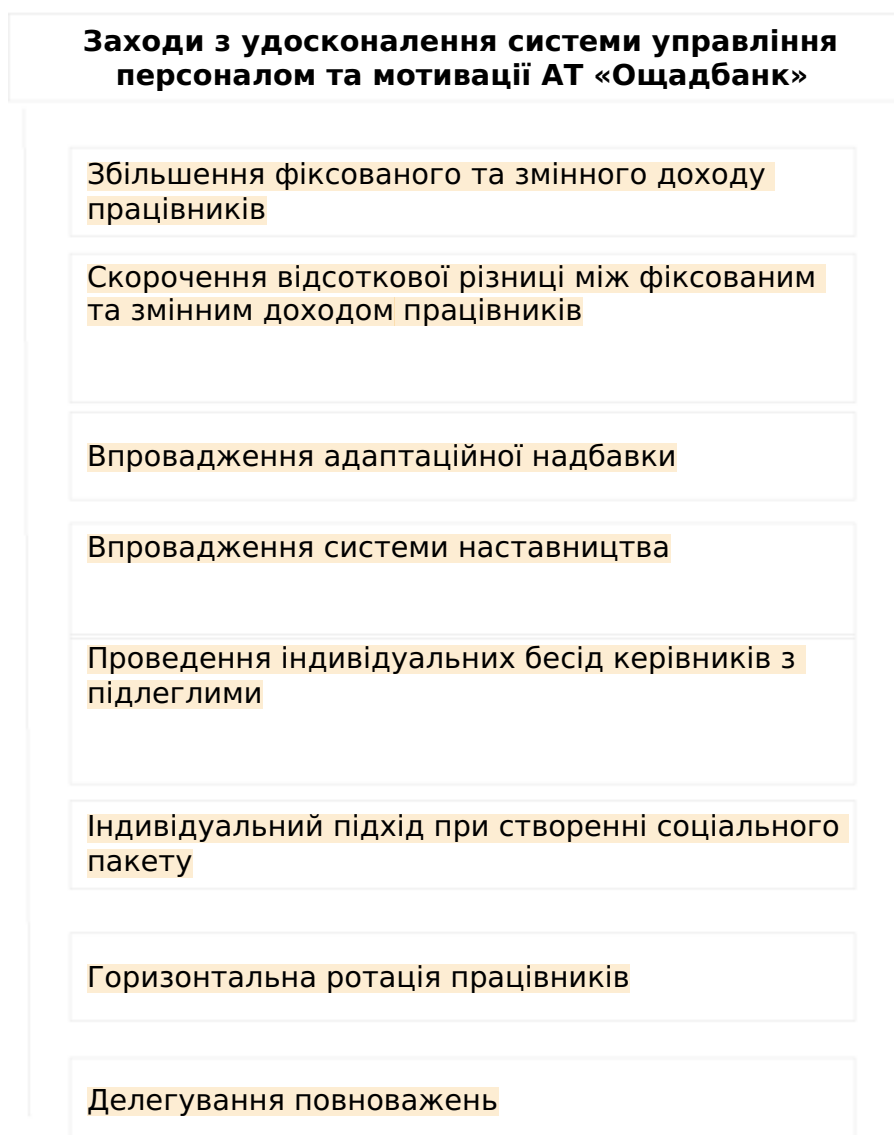 Заходи з удосконалення системи управління
персоналом та мотивації АТ «Ощадбанк»
Збільшення фіксованого та змінного доходу
працівників
Скорочення відсоткової різниці між фіксованим
та змінним доходом працівників
Впровадження адаптаційної надбавки
Впровадження системи наставництва
Проведення індивідуальних бесід керівників з
підлеглими
Індивідуальний підхід при створенні соціального
пакету
Горизонтальна ротація працівників
Делегування повноважень